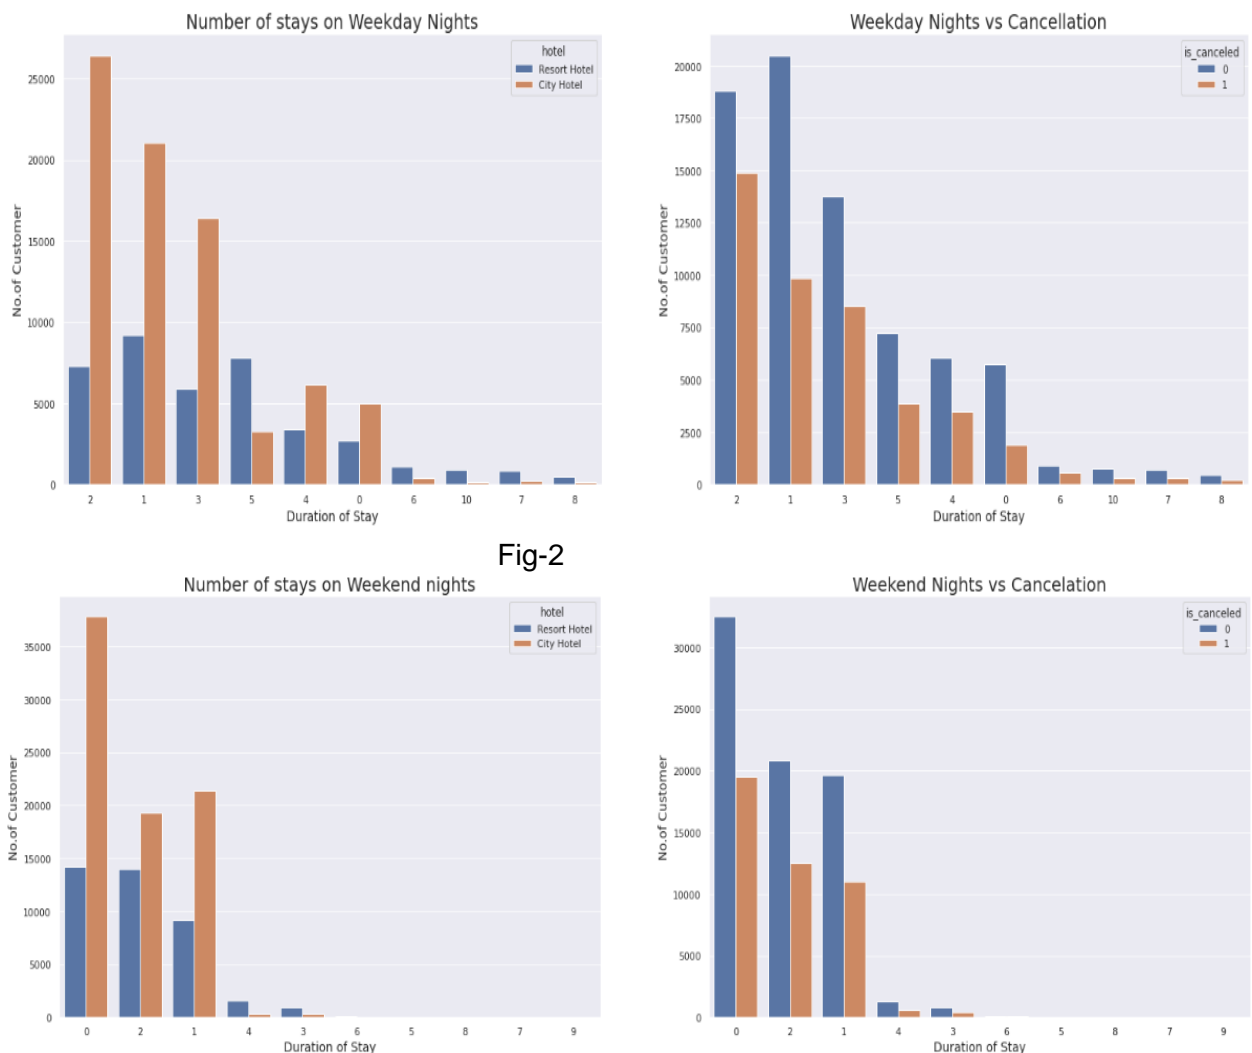 Number of stays on Weekday Nights
hotel
Resort Hotel
City Hotel
No.of Customer
25000
20000
15000
10000
5000
0
2 1 3 5 4 0 6 10 7 8
Duration of Stay
Weekday Nights vs Cancellation
is_canceled
0
1
No.of Customer
20000
17500
15000
12500
10000
7500
5000
2500
0
2 1 3 5 4 0 6 10 7 8
Duration of Stay
Fig-2
Number of stays on Weekend nights
hotel
Resort Hotel
City Hotel
No.of Customer
35000
30000
25000
20000
15000
10000
5000
0
0 2 1 4 3 6 5 8 7 9
Duration of Stay
Weekend Nights vs Cancelation
is_canceled
0
1
No.of Customer
30000
25000
20000
15000
10000
5000
0
0 2 1 4 3 6 5 8 7 9
Duration of Stay